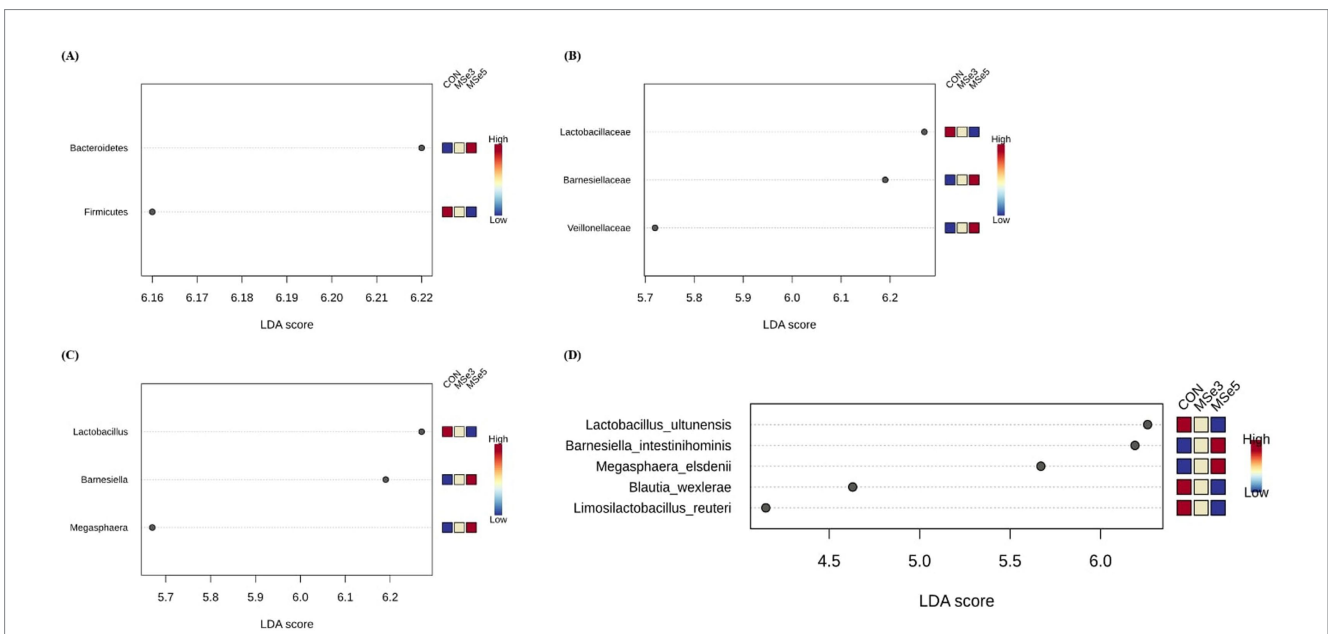 (A)
CON MSe3 MSe5
Bacteroidetes
High
Firmicutes
Low
6.16 6.17 6.18 6.19 6.20 6.21 6.22
LDA score
(B)
CON MSe3 MSe5
Lactobacillaceae
High
Barnesiellaceae
Low
Veillonellaceae
5.7 5.8 5.9 6.0 6.1 6.2
LDA score
(C)
CON MSe3 MSe5
Lactobacillus
High
Barnesiella
Low
Megasphaera
5.7 5.8 5.9 6.0 6.1 6.2
LDA score
(D)
CON MSe3 MSe5
Lactobacillus_ultunensis
High
Barnesiella_intestinihominis
Megasphaera_elsdenii
Blautia_wexlerae
Low
Limosilactobacillus_reuteri
4.5 5.0 5.5 6.0
LDA score